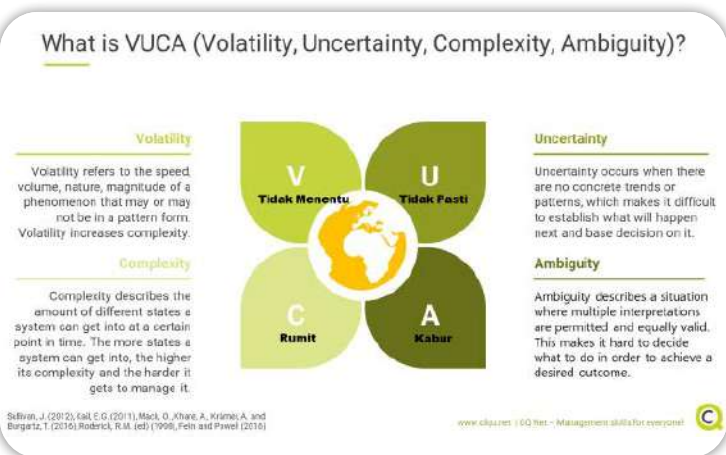 What is VUCA (Volatility, Uncertainty, Complexity, Ambiguity)?
Volatility
Volatility refers to the speed,
volume, nature, magnitude of a
phenomenon that may or may
not be in a pattern form.
Volatility increases complexity.
Complexity
Complexity describes the
amount of different states a
system can get into at a certain
point in time. The more states a
system can get into, the higher
its complexity and the harder it
gets to manage it.
V
Tidak Menentu
U
Tidak Pasti
C
Rumit
A
Kabur
Uncertainty
Uncertainty occurs when there
are no concrete trends or
patterns, which makes it difficult
to establish what will happen
next and base decision on it.
Ambiguity
Ambiguity describes a situation
where multiple interpretations
are permitted and equally valid.
This makes it hard to decide
what to do in order to achieve a
desired outcome.
Sullivan, J. (2012), Kail, E.G. (2011), Mack, O., Khare, A., Krämer, A. and
Burgartz, T. (2016), Roderick, R.M. (ed) (1998), Fein and Powell (2016)
| CQ Net – Management skills for everyone!
CQ